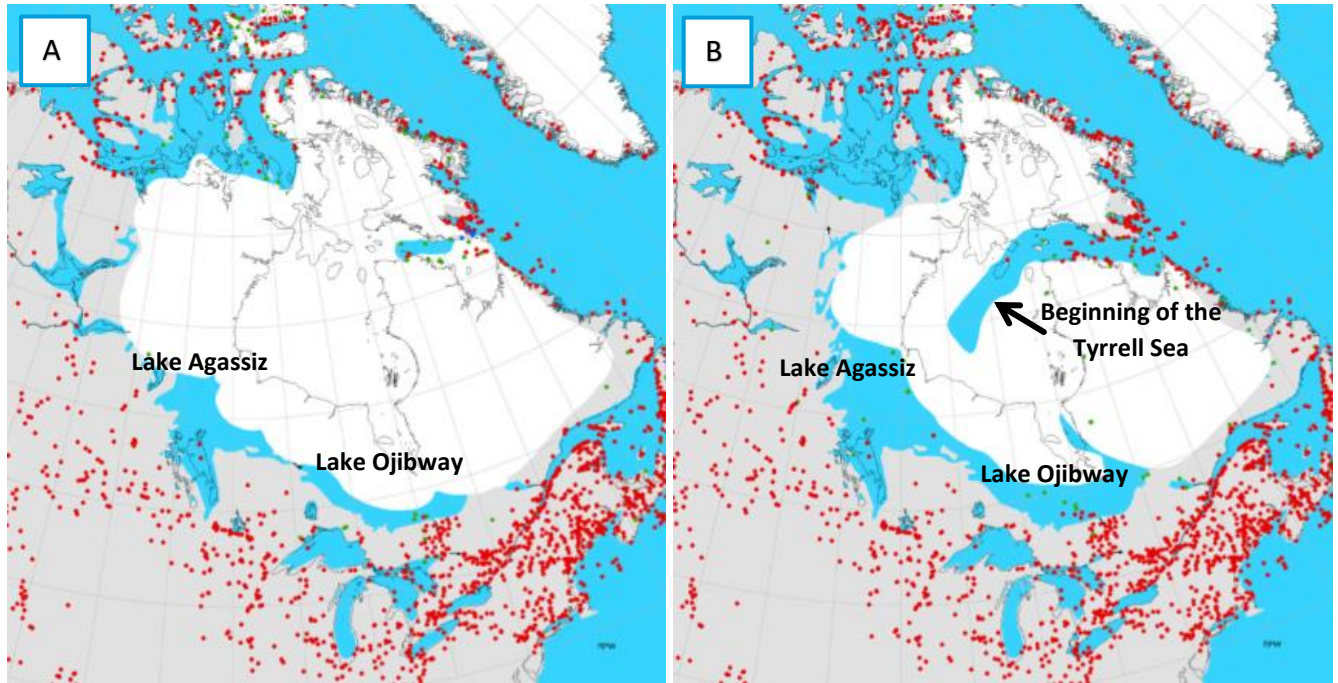 A
Lake Agassiz
Lake Ojibway
B
Beginning of the
Tyrrell Sea
Lake Agassiz
Lake Ojibway